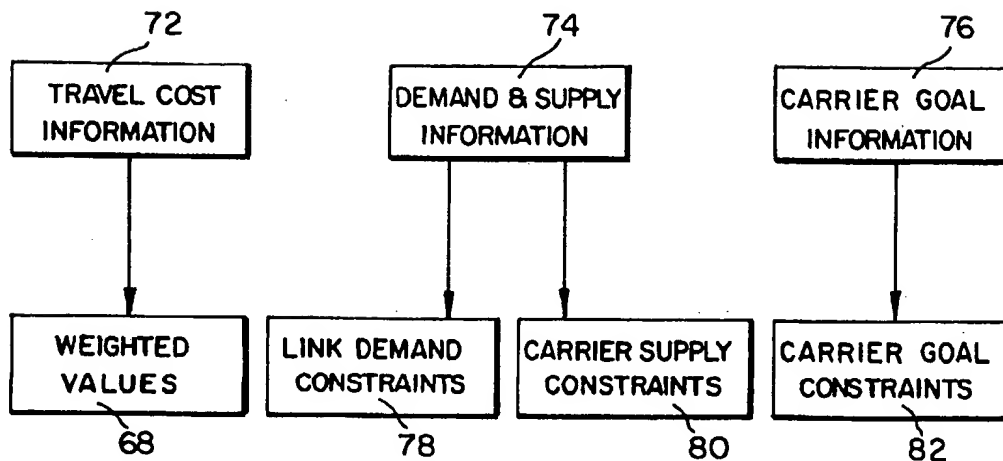 72
74
76
TRAVEL COST
INFORMATION
DEMAND & SUPPLY
INFORMATION
CARRIER GOAL
INFORMATION
WEIGHTED
VALUES
LINK DEMAND
CONSTRAINTS
CARRIER SUPPLY
CONSTRAINTS
CARRIER GOAL
CONSTRAINTS
68
78
80
82